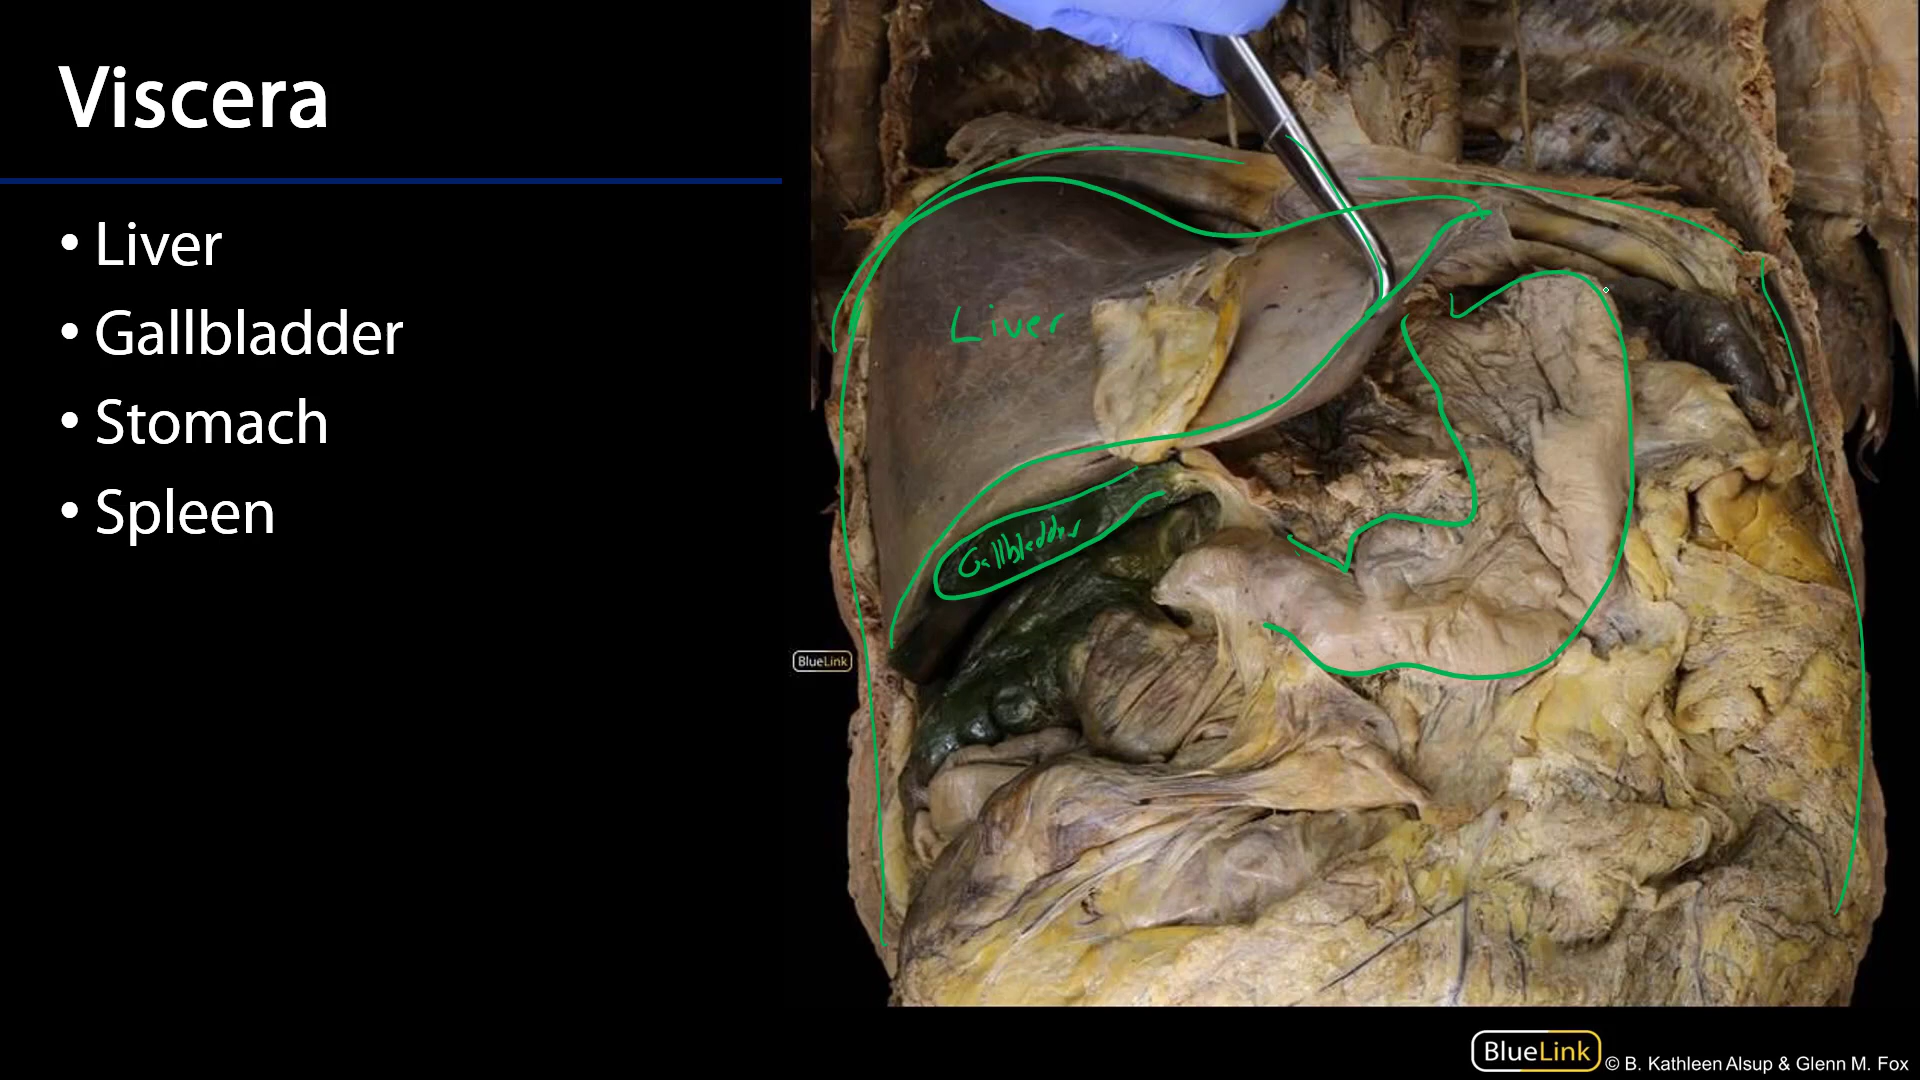 Viscera
• Liver
• Gallbladder
• Stomach
• Spleen
Liver
Gallbladder
BlueLink
BlueLink
© B. Kathleen Alsup & Glenn M. Fox